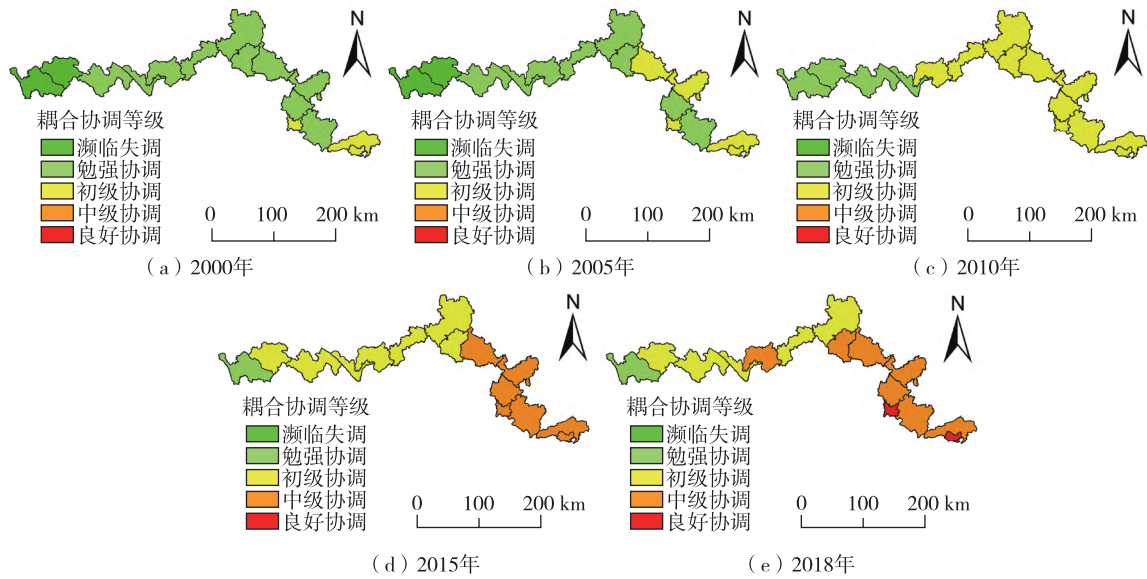 N
耦合协调等级
濒临失调
勉强协调
初级协调
中级协调
良好协调
0 100 200 km
（a）2000年
N
耦合协调等级
濒临失调
勉强协调
初级协调
中级协调
良好协调
0 100 200 km
（b）2005年
N
耦合协调等级
濒临失调
勉强协调
初级协调
中级协调
良好协调
0 100 200 km
（c）2010年
N
耦合协调等级
濒临失调
勉强协调
初级协调
中级协调
良好协调
0 100 200 km
（d）2015年
N
耦合协调等级
濒临失调
勉强协调
初级协调
中级协调
良好协调
0 100 200 km
（e）2018年